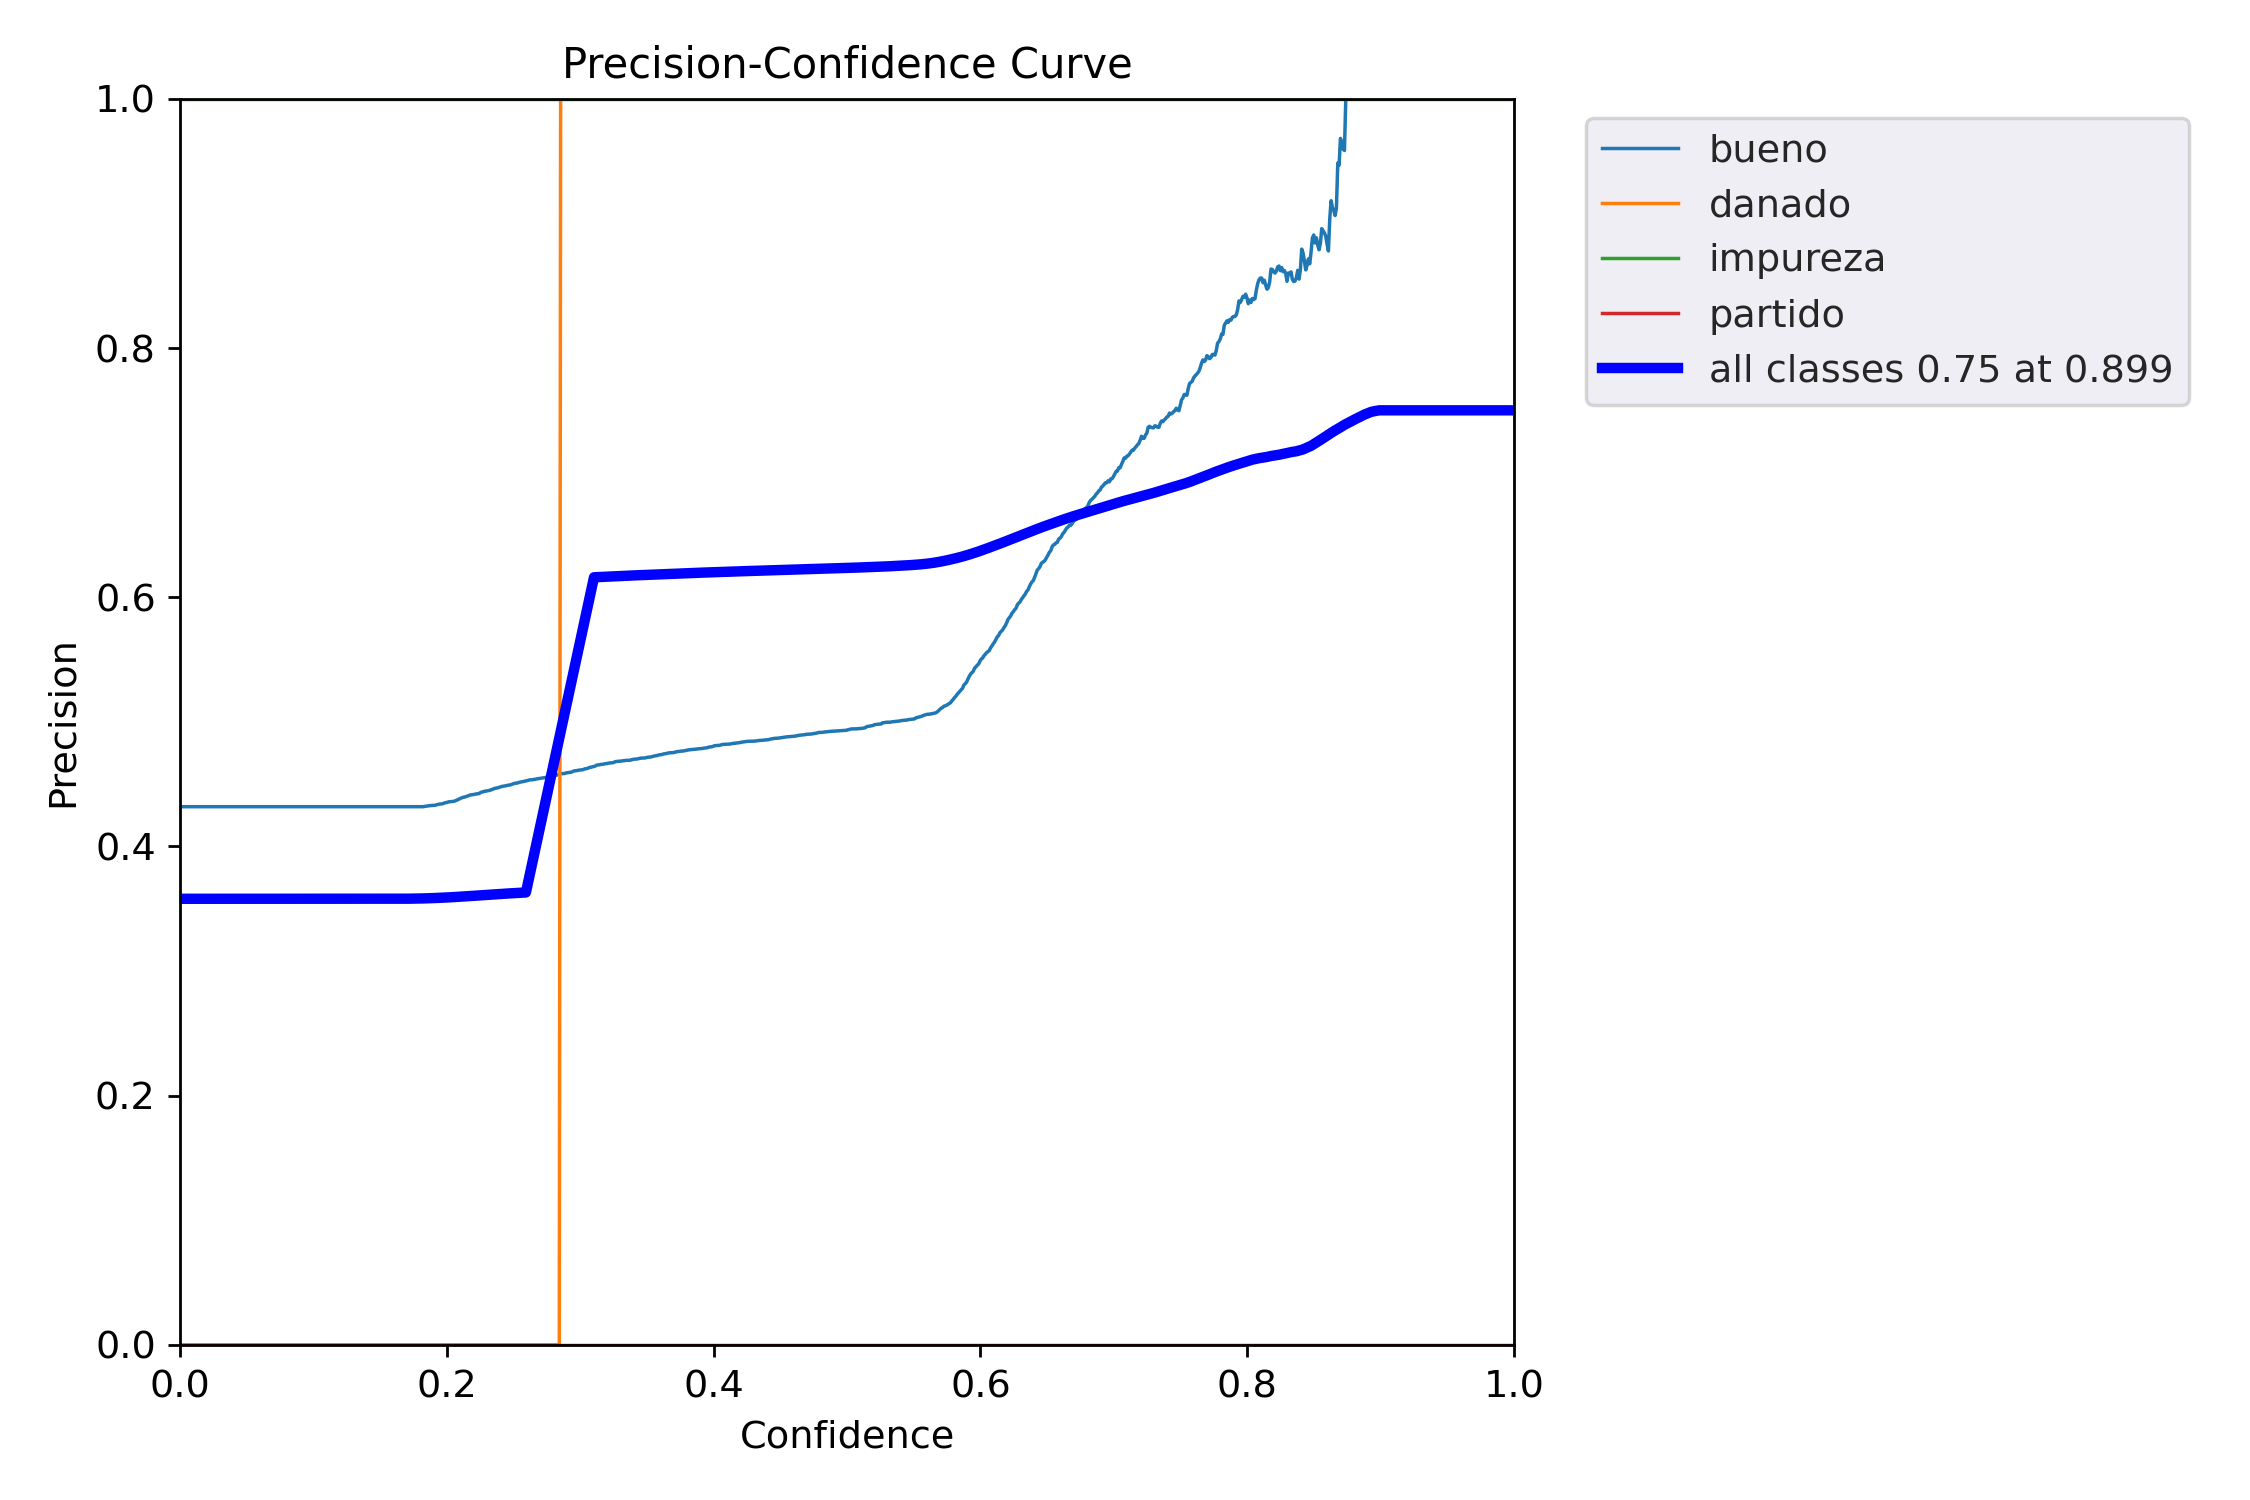 Precision-Confidence Curve
1.0
0.8
0.6
0.4
0.2
0.0
Precision
0.0 0.2 0.4 0.6 0.8 1.0
Confidence
bueno
danado
impureza
partido
all classes 0.75 at 0.899